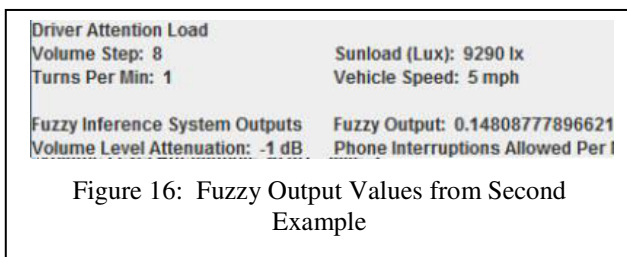 Driver Attention Load
Volume Step: 8 Sunload (Lux): 9290 lx
Turns Per Min: 1 Vehicle Speed: 5 mph
Fuzzy Inference System Outputs Fuzzy Output: 0.14808777896621
Volume Level Attenuation: -1 dB Phone Interruptions Allowed Per
Figure 16: Fuzzy Output Values from Second
Example